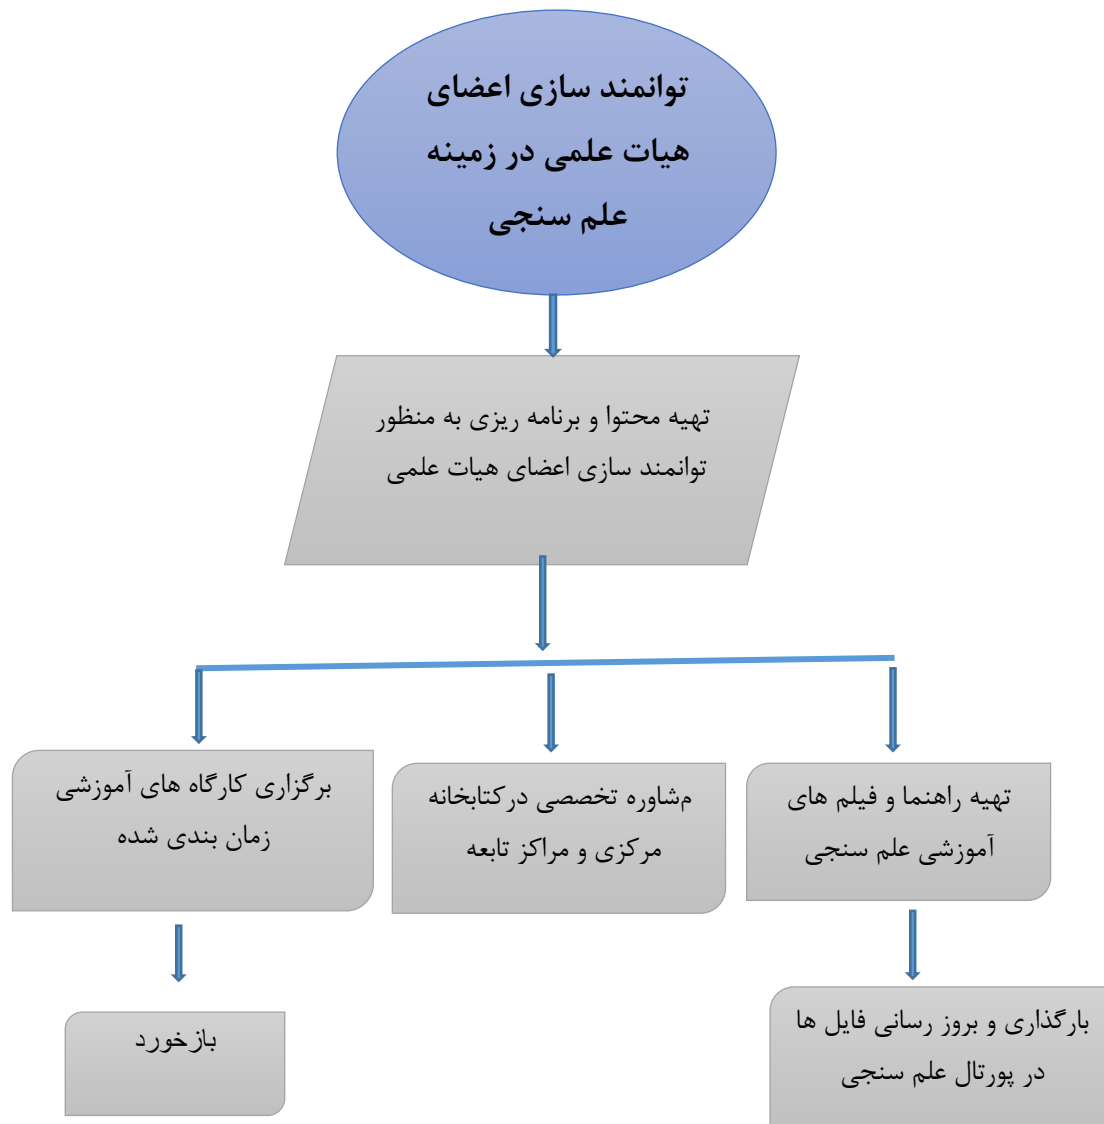 توانمند سازی اعضای
هیات علمی در زمینه
علم سنجی
تهیه محتوا و برنامه ریزی به منظور
توانمند سازی اعضای هیات علمی
تهیه راهنما و فیلم های
آموزشی علم سنجی
مشاوره تخصصی درکتابخانه
مرکزی و مراکز تابعه
برگزاری کارگاه های آموزشی
زمان بندی شده
بارگذاری و بروز رسانی فایل ها
در پورتال علم سنجی
بازخورد